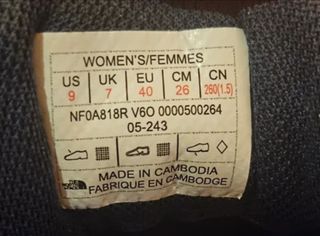 WOMEN'S/FEMMES
US UK EU CM CN
9 7 40 26 260(1.5)
NF0A818R V6O 0000500264
05-243
MADE IN CAMBODIA
FABRIQUE EN CAMBODGE